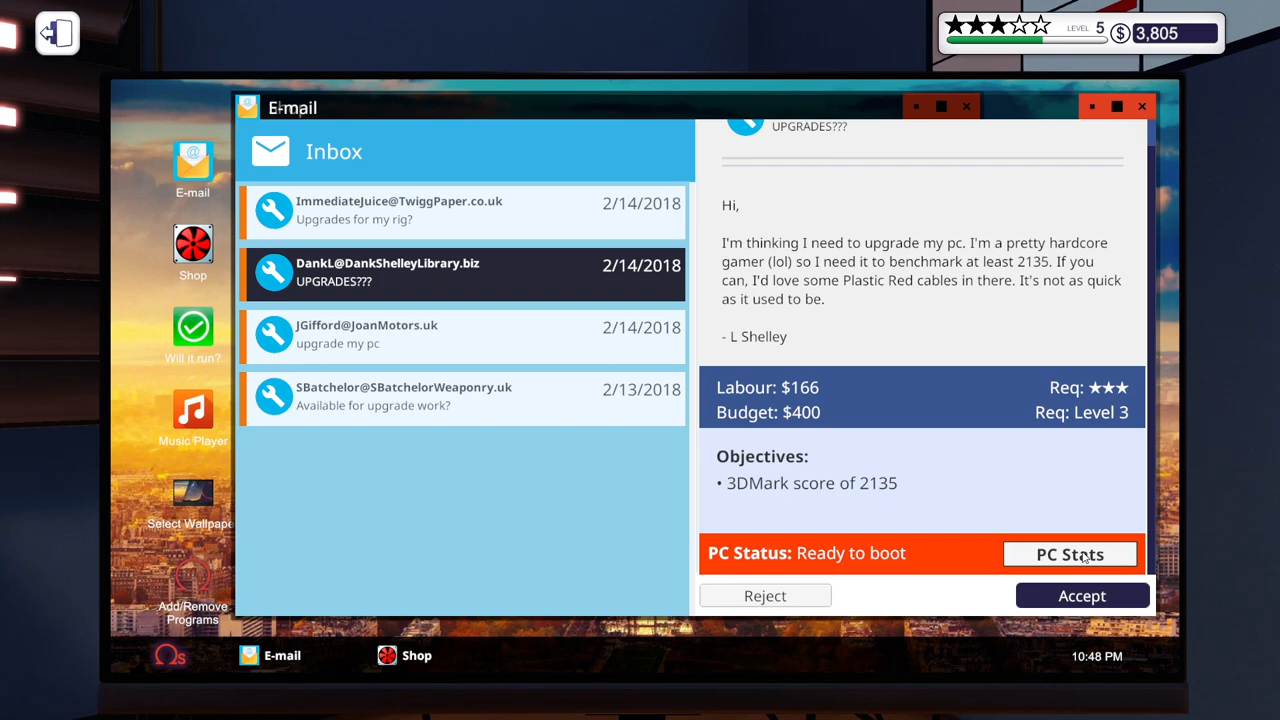 LEVEL 5 $ 3,805
E-mail
Inbox
ImmediateJuice@TwiggPaper.co.uk 2/14/2018
Upgrades for my rig?
DankL@DankShelleyLibrary.biz 2/14/2018
UPGRADES???
JGifford@JoanMotors.uk 2/14/2018
upgrade my pc
SBatchelor@SBatchelorWeaponry.uk 2/13/2018
Available for upgrade work?
UPGRADES???
Hi,
I'm thinking I need to upgrade my pc. I'm a pretty hardcore
gamer (lol) so I need it to benchmark at least 2135. If you
can, I'd love some Plastic Red cables in there. It's not as quick
as it used to be.
- L Shelley
Labour: $166 Req: ★★★
Budget: $400 Req: Level 3
Objectives:
• 3DMark score of 2135
PC Status: Ready to boot PC Stats
Reject Accept
E-mail
Shop
Will it run?
Music Player
Select Wallpape
Add/Remove
Programs
Ωs E-mail Shop 10:48 PM